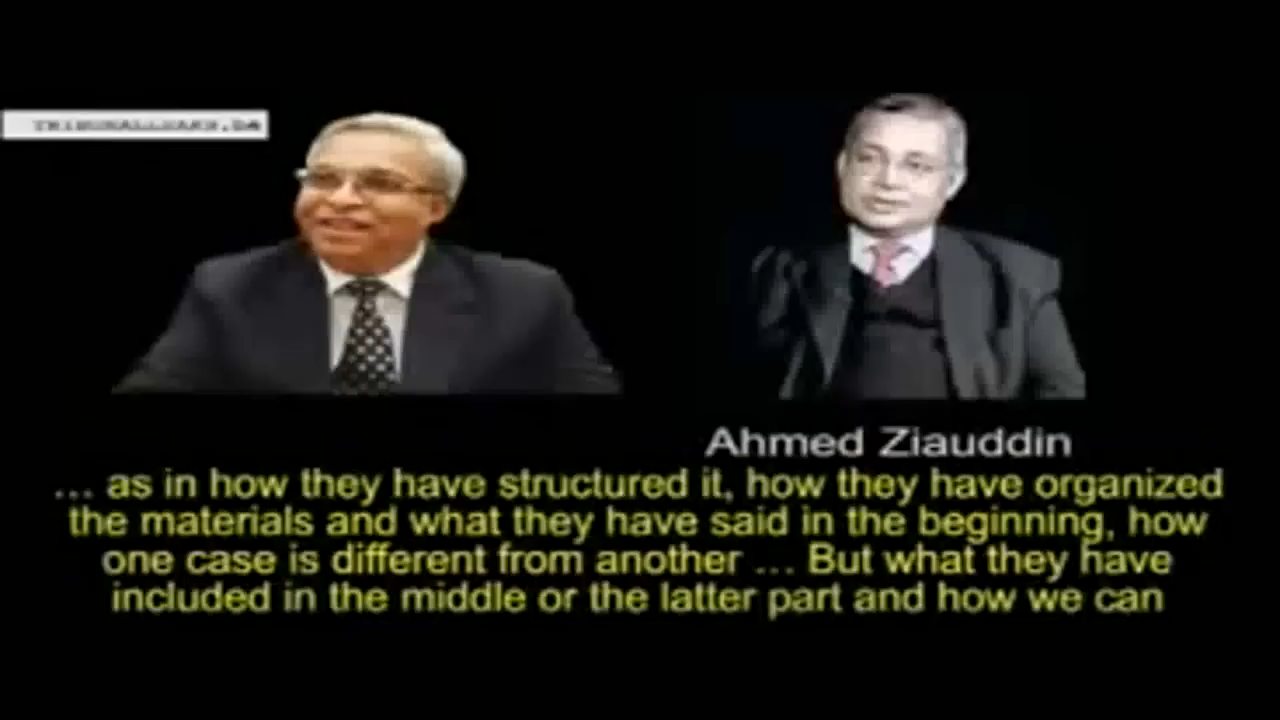 Ahmed Ziauddin
... as in how they have structured it, how they have organized
the materials and what they have said in the beginning, how
one case is different from another ... But what they have
included in the middle or the latter part and how we can